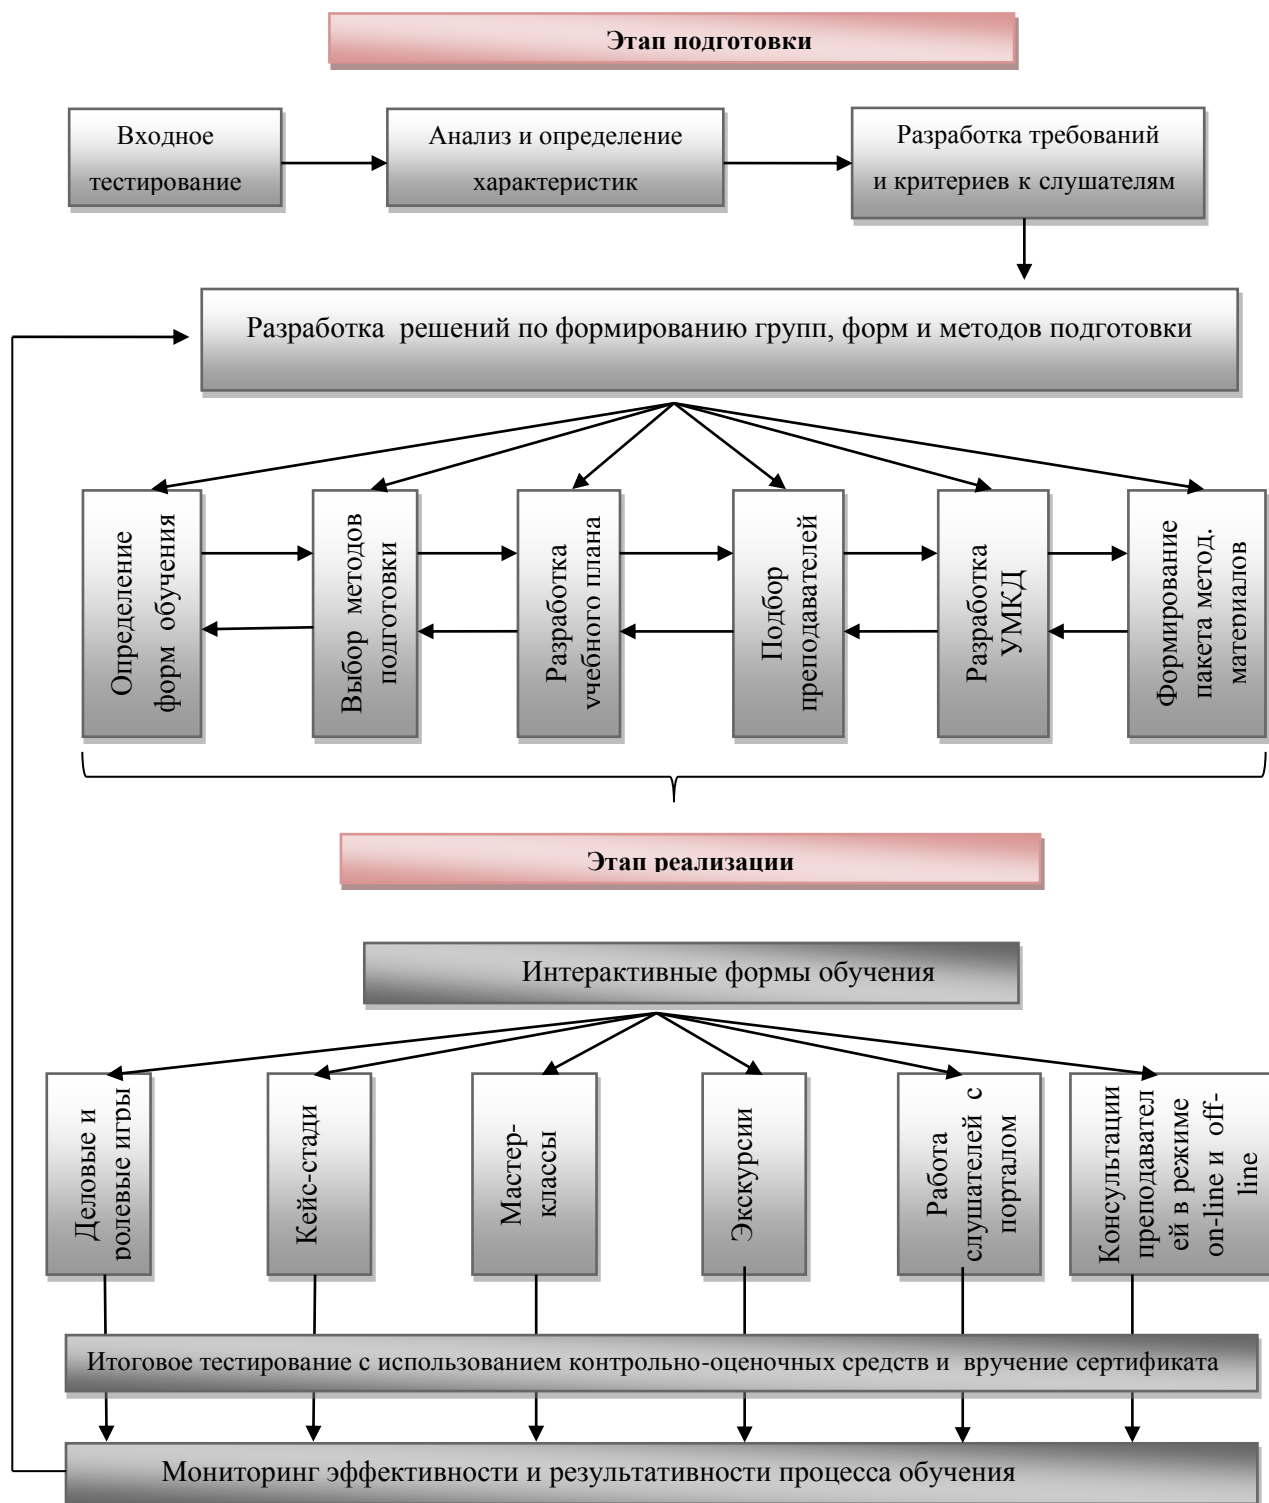 Этап подготовки
Входное
тестирование
Анализ и определение
характеристик
Разработка требований
и критериев к слушателям
Разработка решений по формированию групп, форм и методов подготовки
Определение
форм обучения
Выбор методов
подготовки
Разработка
учебного плана
Подбор
преподавателей
Разработка
УМКД
Формирование
пакета метод.
материалов
Этап реализации
Интерактивные формы обучения
Деловые и
ролевые игры
Кейс-стади
Мастер-
классы
Экскурсии
Работа
слушателей с
порталом
Консультации
преподавател
ей в режиме
on-line и off-
line
Итоговое тестирование с использованием контрольно-оценочных средств и вручение сертификата
Мониторинг эффективности и результативности процесса обучения